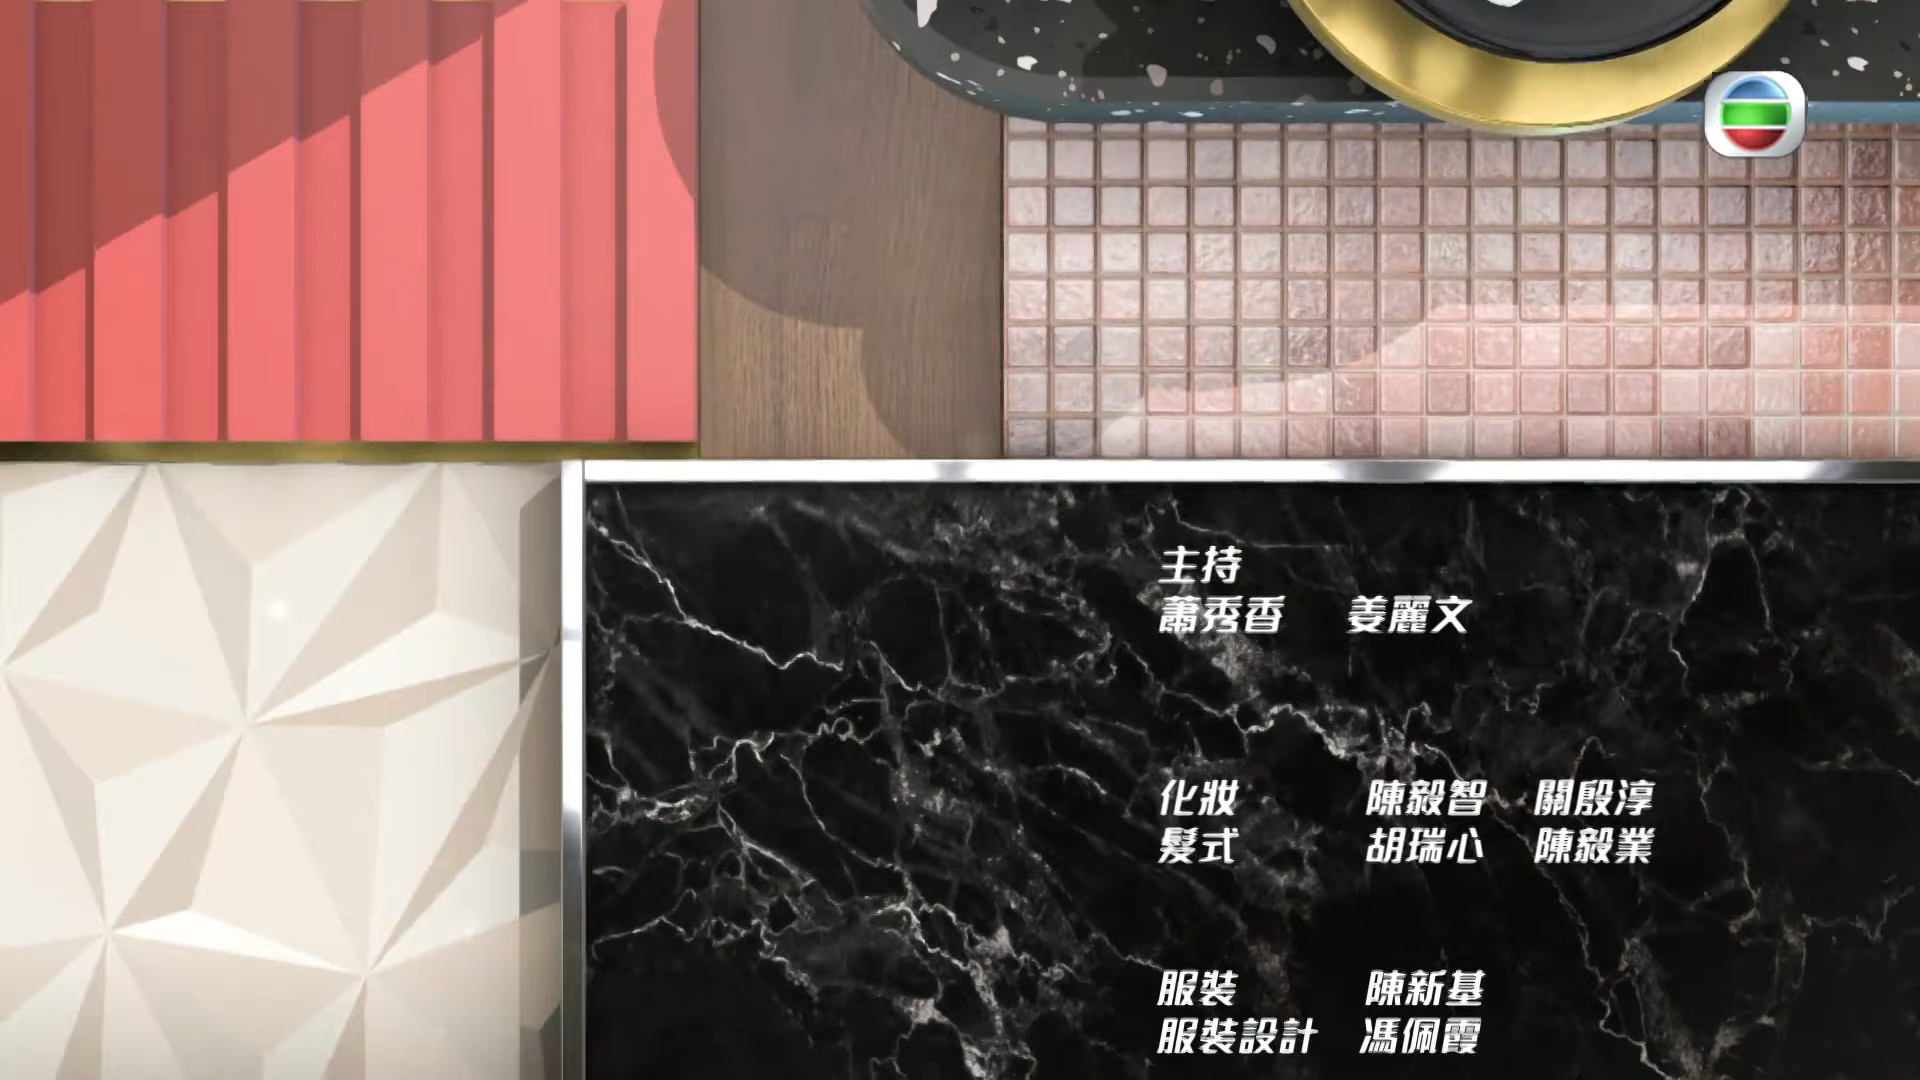 主持
蕭秀香 姜麗文
化妝 陳毅智 關殷淳
髮式 胡瑞心 陳毅業
服裝 陳新基
服裝設計 馮佩霞